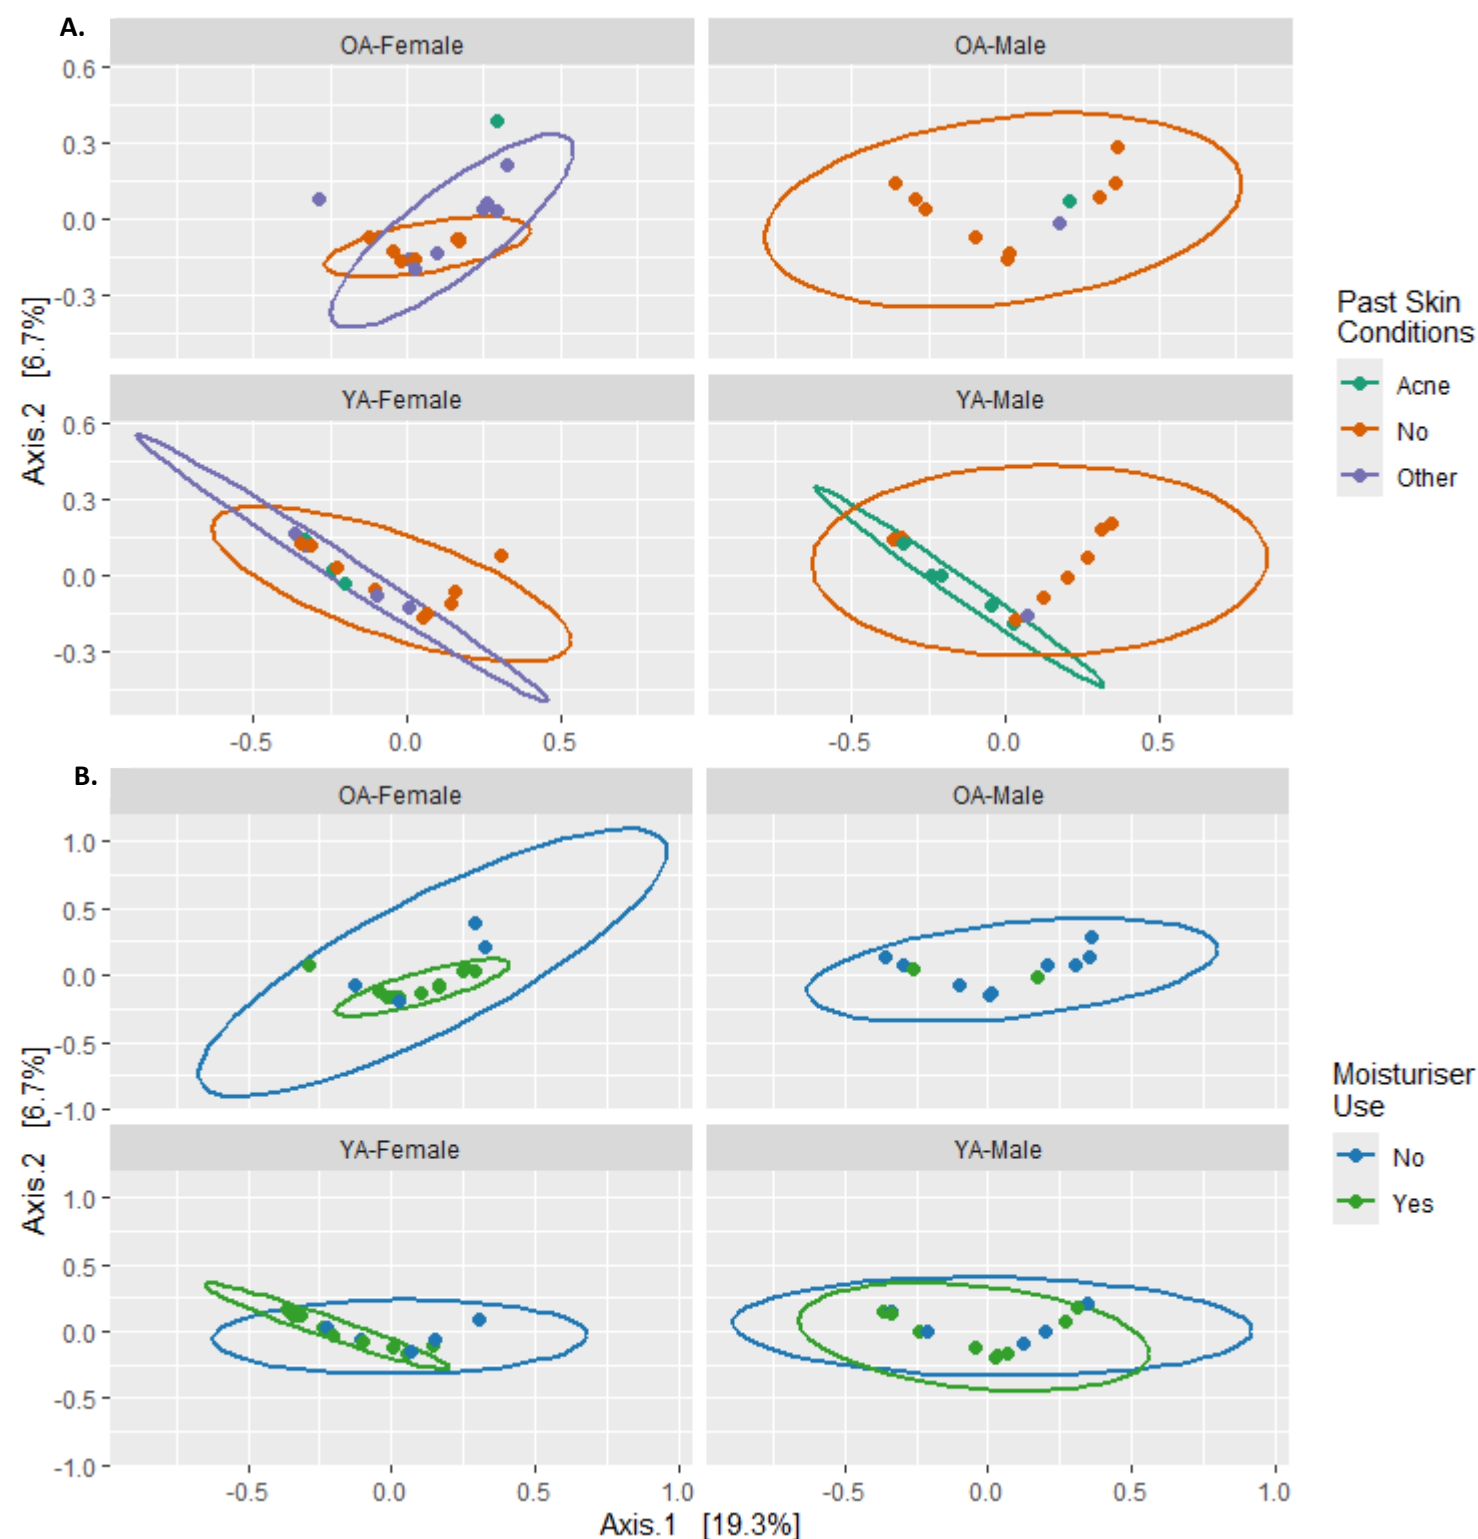 A.
OA-Female
OA-Male
0.6
0.3
0.0
-0.3
YA-Female
YA-Male
0.6
0.3
0.0
-0.3
-0.5
0.0
0.5
-0.5
0.0
0.5
Axis.2 [6.7%]
Past Skin
Conditions
Acne
No
Other
B.
OA-Female
OA-Male
1.0
0.5
0.0
-0.5
-1.0
YA-Female
YA-Male
1.0
0.5
0.0
-0.5
-1.0
-0.5
0.0
0.5
1.0
-0.5
0.0
0.5
1.0
Axis.2 [6.7%]
Axis.1 [19.3%]
Moisturiser
Use
No
Yes